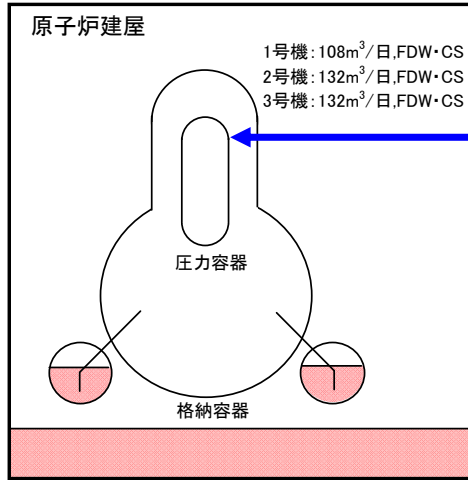 原子炉建屋
1号機:108m³/日,FDW・CS
2号機:132m³/日,FDW・CS
3号機:132m³/日,FDW・CS
圧力容器
格納容器